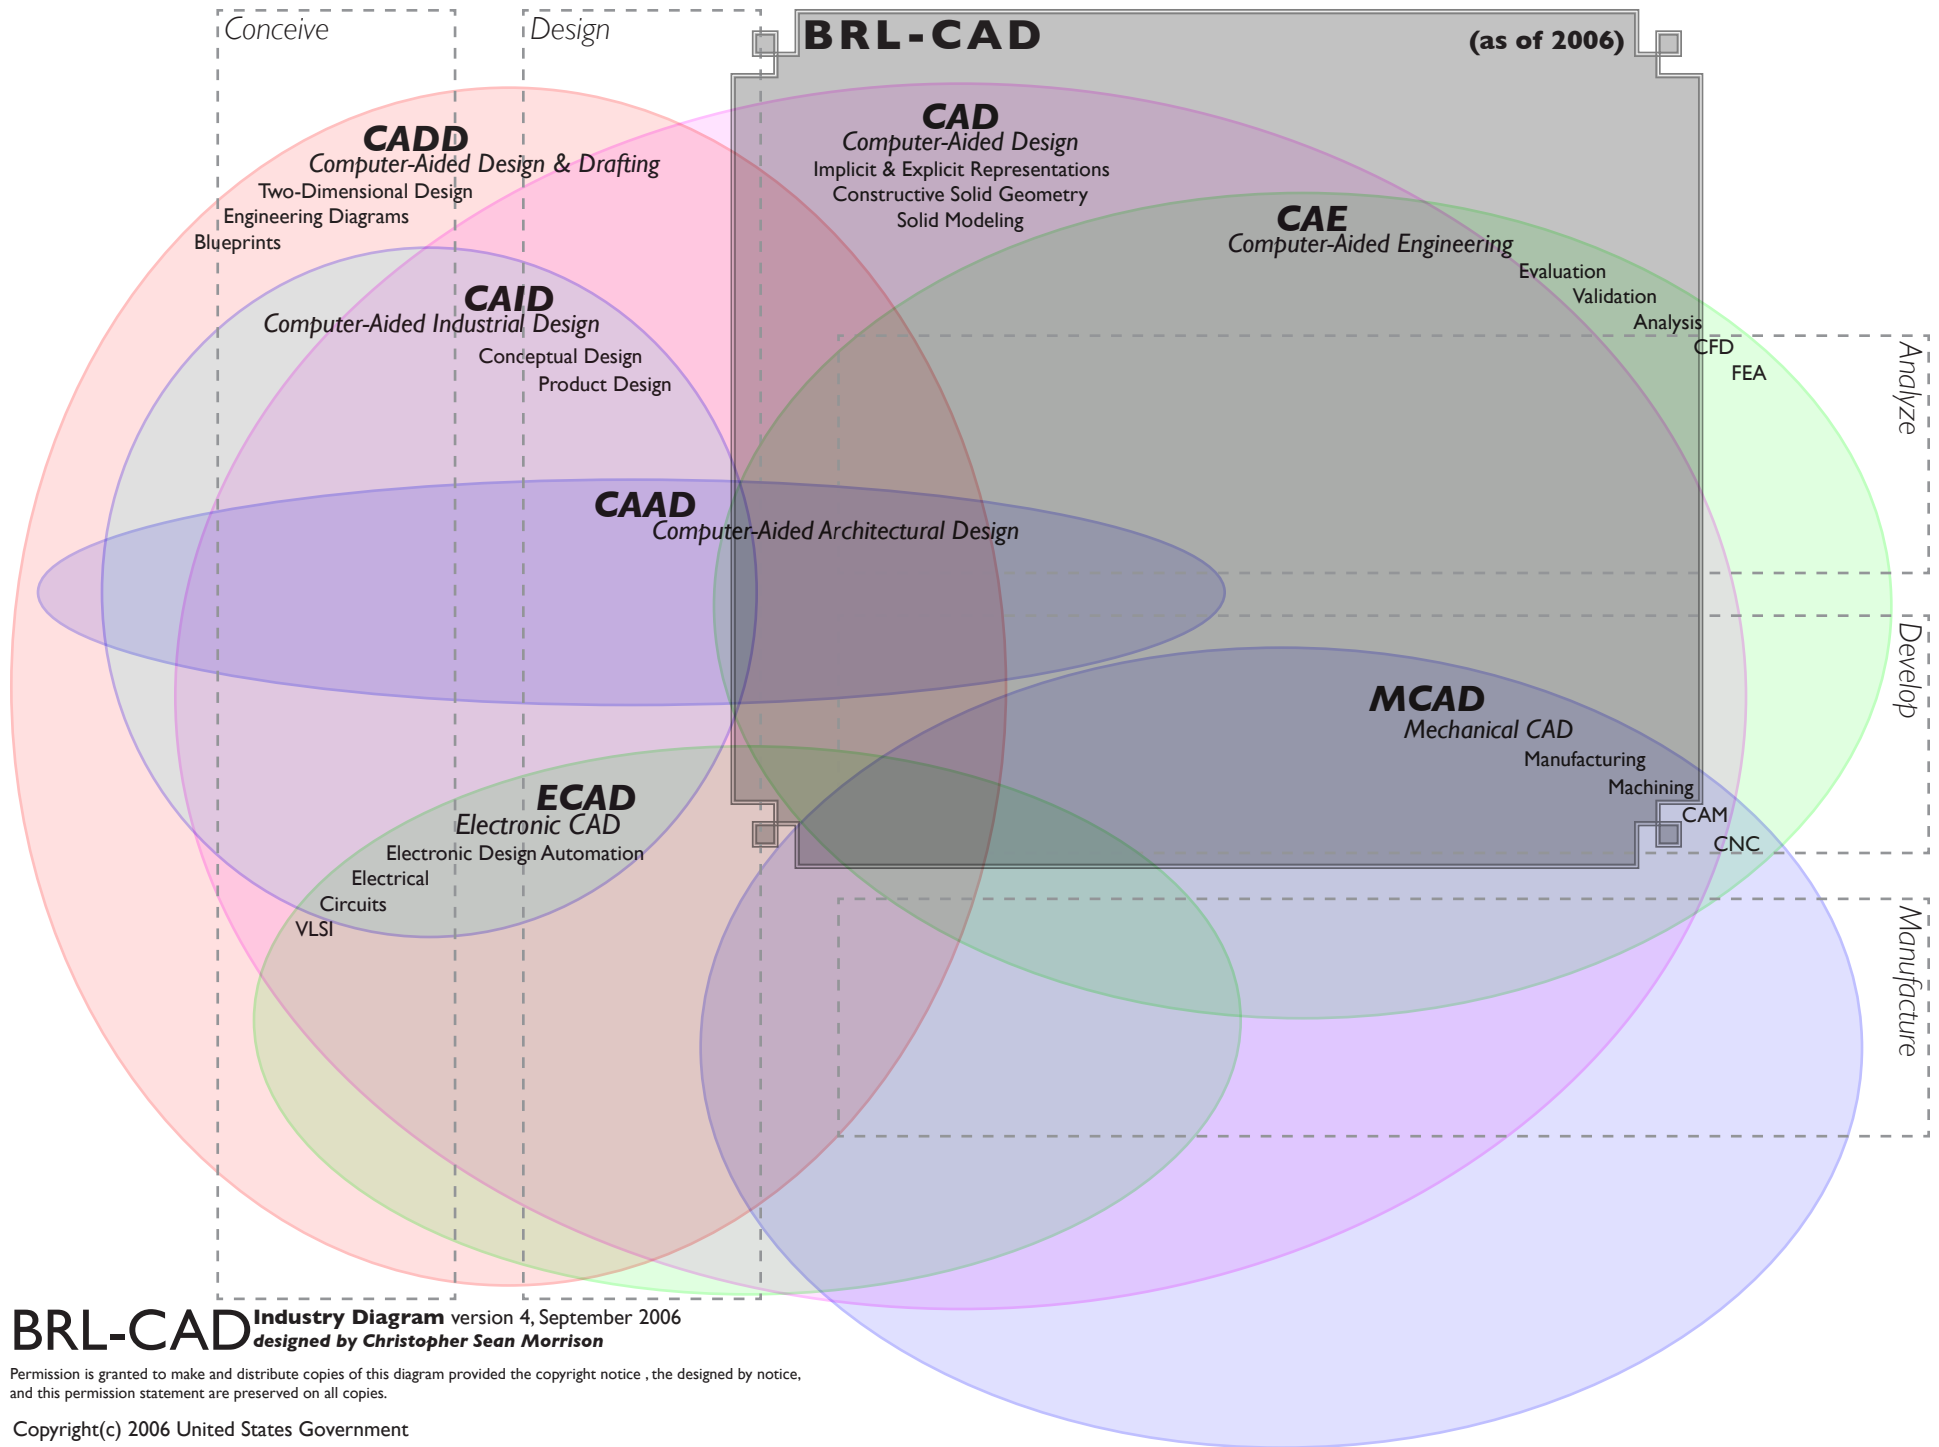 Conceive
Design
BRL-CAD
(as of 2006)
CADD
Computer-Aided Design & Drafting
Two-Dimensional Design
Engineering Diagrams
Blueprints
CAD
Computer-Aided Design
Implicit & Explicit Representations
Constructive Solid Geometry
Solid Modeling
CAE
Computer-Aided Engineering
Evaluation
Validation
Analysis
CFD
FEA
Analyze
CAID
Computer-Aided Industrial Design
Conceptual Design
Product Design
CAAD
Computer-Aided Architectural Design
Develop
MCAD
Mechanical CAD
Manufacturing
Machining
CAM
CNC
ECAD
Electronic CAD
Electronic Design Automation
Electrical
Circuits
VLSI
Manufacture
BRL-CAD Industry Diagram version 4, September 2006
designed by Christopher Sean Morrison
Permission is granted to make and distribute copies of this diagram provided the copyright notice , the designed by notice,
and this permission statement are preserved on all copies.
Copyright(c) 2006 United States Government